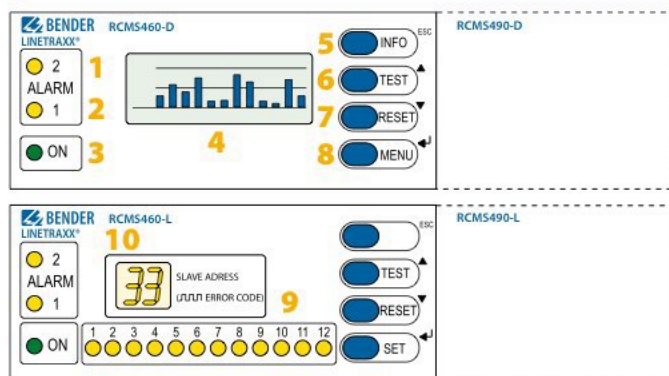 BENDER RCMS460-D
LINETRAXX®
2
ALARM
1
ON
1
2
3
4
5
INFO
ESC
6
TEST
7
RESET
8
MENU
RCMS490-D
BENDER RCMS460-L
LINETRAXX®
10
2
ALARM
1
ON
33
SLAVE ADRESS
(ERROR CODE)
9
1 2 3 4 5 6 7 8 9 10 11 12
ESC
TEST
RESET
SET
RCMS490-L